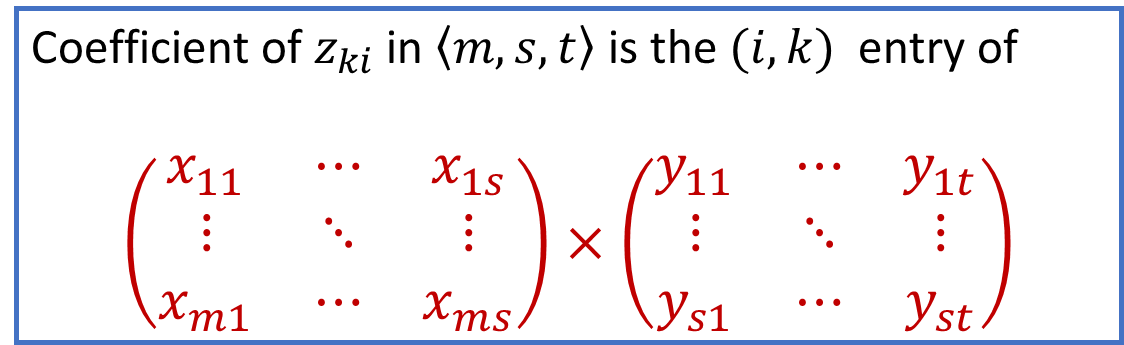 Coefficient of z_{ki} in ⟨m, s, t⟩ is the (i, k) entry of
( x_{11} ⋯ x_{1s} ) ( y_{11} ⋯ y_{1t} )
⋮ ⋱ ⋮ × ⋮ ⋱ ⋮
( x_{m1} ⋯ x_{ms} ) ( y_{s1} ⋯ y_{st} )